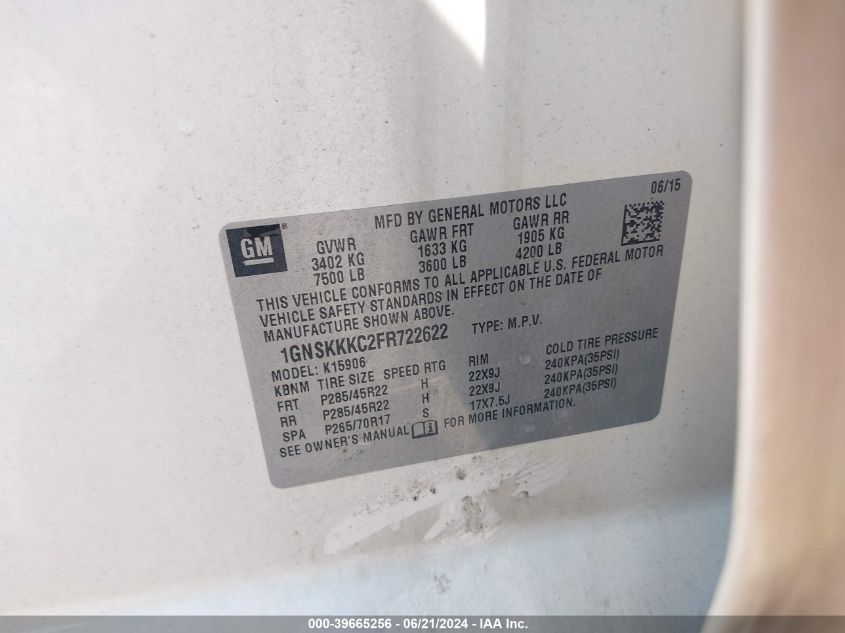 MFD BY GENERAL MOTORS LLC 06/15
GM®
GVWR GAWR FRT GAWR RR
3402 KG 1633 KG 1905 KG
7500 LB 3600 LB 4200 LB
THIS VEHICLE CONFORMS TO ALL APPLICABLE U.S. FEDERAL MOTOR
VEHICLE SAFETY STANDARDS IN EFFECT ON THE DATE OF
MANUFACTURE SHOWN ABOVE.
1GNSKKKC2FR722622 TYPE: M.P.V.
MODEL: K15906
KBNM TIRE SIZE SPEED RTG RIM COLD TIRE PRESSURE
FRT P285/45R22 H 22X9J 240KPA(35PSI)
RR P285/45R22 H 22X9J 240KPA(35PSI)
SPA P265/70R17 S 17X7.5J 240KPA(35PSI)
SEE OWNER'S MANUAL FOR MORE INFORMATION.
000-39665256 - 06/21/2024 - IAA Inc.